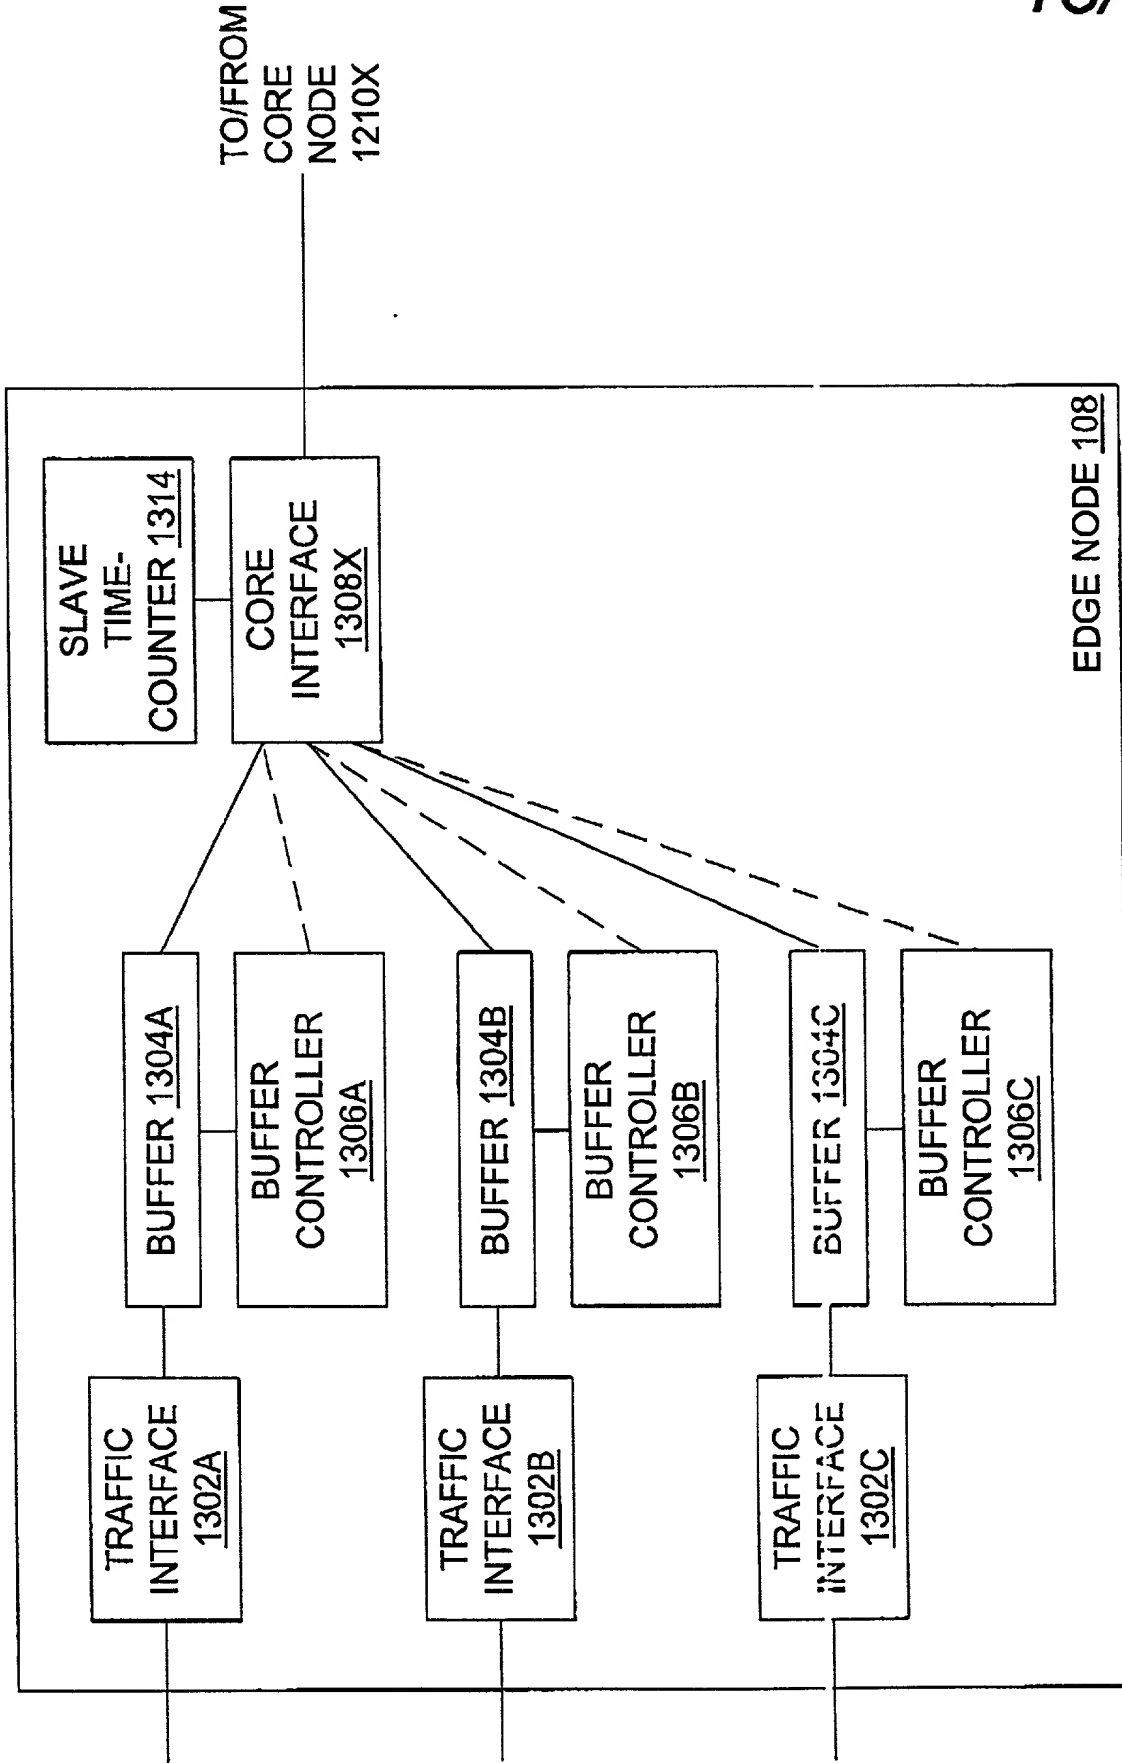 SLAVE
TIME-
COUNTER 1314
TRAFFIC
INTERFACE
1302A
BUFFER 1304A
BUFFER
CONTROLLER
1306A
CORE
INTERFACE
1308X
TO/FROM
CORE
NODE
1210X
TRAFFIC
INTERFACE
1302B
BUFFER 1304B
BUFFER
CONTROLLER
1306B
TRAFFIC
INTERFACE
1302C
BUFFER 1304C
BUFFER
CONTROLLER
1306C
EDGE NODE 108